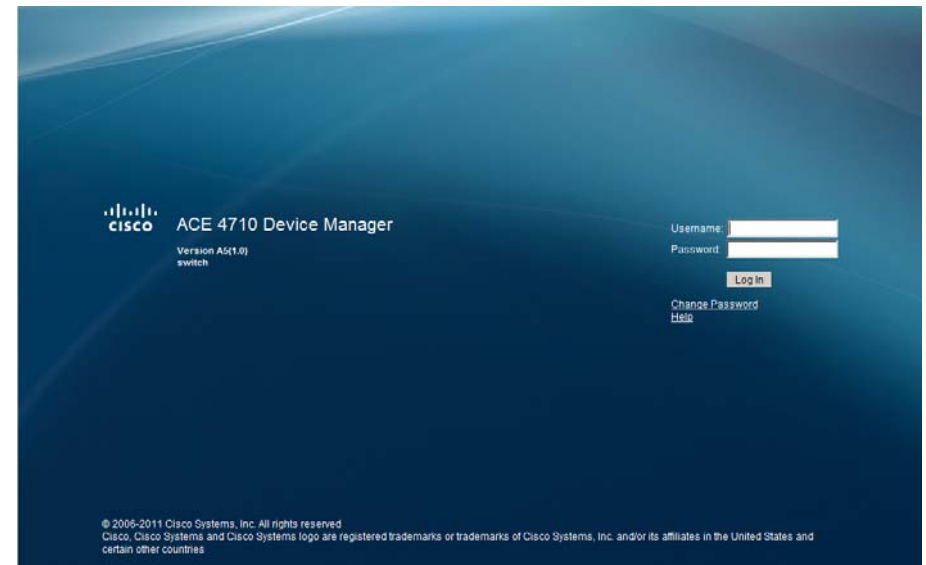 CISCO
ACE 4710 Device Manager
Version A5(1.0)
switch
Username:
Password:
Log In
Change Password
Help
© 2006-2011 Cisco Systems, Inc. All rights reserved
Cisco, Cisco Systems and Cisco Systems logo are registered trademarks or trademarks of Cisco Systems, Inc. and/or its affiliates in the United States and
certain other countries